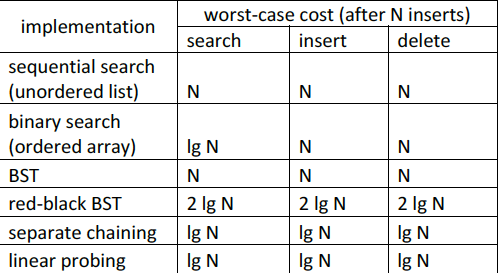 implementation worst-case cost (after N inserts)
search insert delete
sequential search
(unordered list) N N N
binary search
(ordered array) lg N N N
BST N N N
red-black BST 2 lg N 2 lg N 2 lg N
separate chaining lg N lg N lg N
linear probing lg N lg N lg N